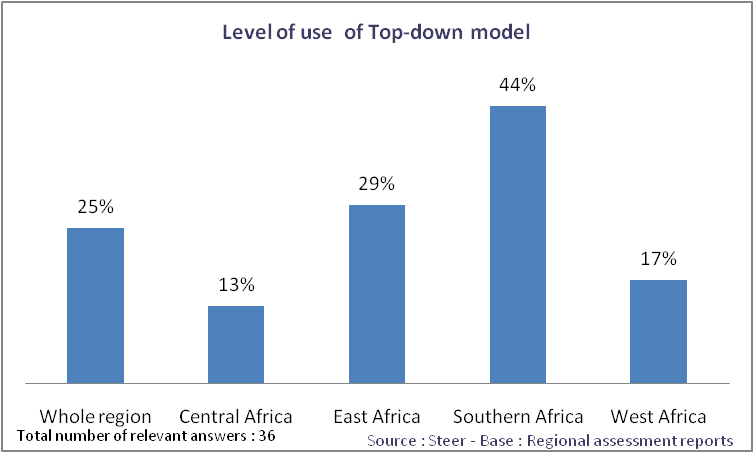 Level of use of Top-down model
44%
29%
25%
17%
13%
Whole region Central Africa East Africa Southern Africa West Africa
Total number of relevant answers : 36
Source : Steer - Base : Regional assessment reports